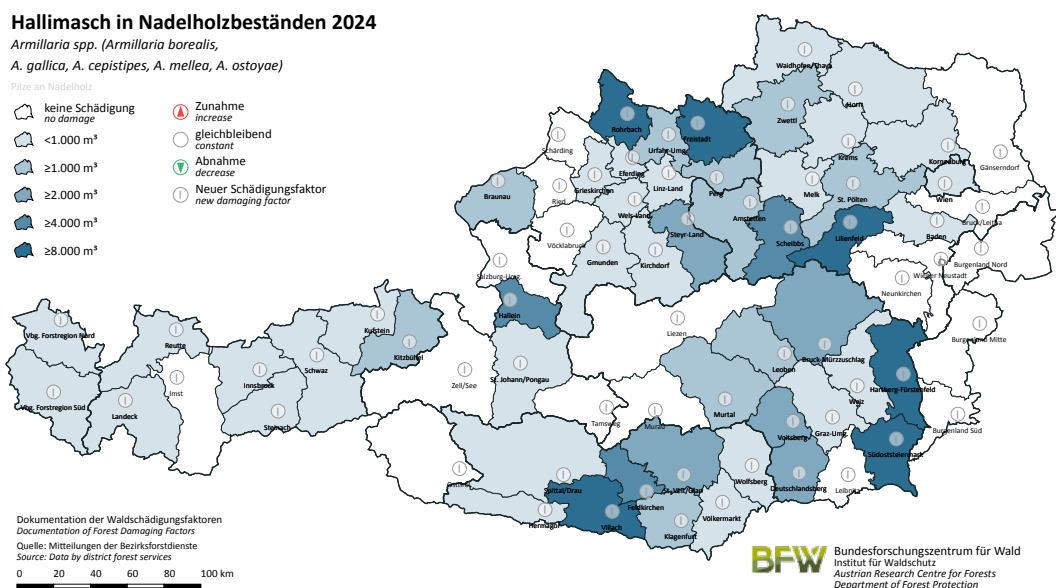 Hallimasch in Nadelholzbeständen 2024
Armillaria spp. (Armillaria borealis,
A. gallica, A. cepistipes, A. mellea, A. ostoyae)
Pilze an Nadelholz
keine Schädigung
no damage
<1.000 m³
≥1.000 m³
≥2.000 m³
≥4.000 m³
≥8.000 m³
Zunahme
increase
gleichbleibend
constant
Abnahme
decrease
Neuer Schädigungsfaktor
new damaging factor
Waidhofen/Thaya
Horn
Zwettl
Rohrbach
Freistadt
Schärding
Urfahr-Umg.
Krems
Korneuburg
Gänserndorf
Eferding
Grieskirchen
Linz-Land
Perg
Melk
St. Pölten
Wien
Braunau
Ried
Wels-Land
Amstetten
Bruck/Leitha
Steyr-Land
Scheibbs
Lilienfeld
Baden
Vöcklabruck
Gmunden
Kirchdorf
Burgenland Nord
Salzburg-Umg.
Wiener Neustadt
Neunkirchen
Hallein
Liezen
Kufstein
Vbg. Forstregion Nord
Reutte
Burgenland Mitte
Kitzbühel
Schwaz
Bruck-Mürzzuschlag
Leoben
Zell/See
St. Johann/Pongau
Innsbruck
Imst
Hartberg-Fürstenfeld
Weiz
Vbg. Forstregion Süd
Landeck
Steinach
Murtal
Tamsweg
Murau
Voitsberg
Graz-Umg.
Burgenland Süd
Südoststeiermark
Osttirol
Spittal/Drau
St. Veit/Glan
Wolfsberg
Deutschlandsberg
Leibnitz
Feldkirchen
Hermagor
Villach
Klagenfurt
Völkermarkt
Dokumentation der Waldschädigungsfaktoren
Documentation of Forest Damaging Factors
Quelle: Mitteilungen der Bezirksforstdienste
Source: Data by district forest services
0 20 40 60 80 100 km
BFW
Bundesforschungszentrum für Wald
Institut für Waldschutz
Austrian Research Centre for Forests
Department of Forest Protection